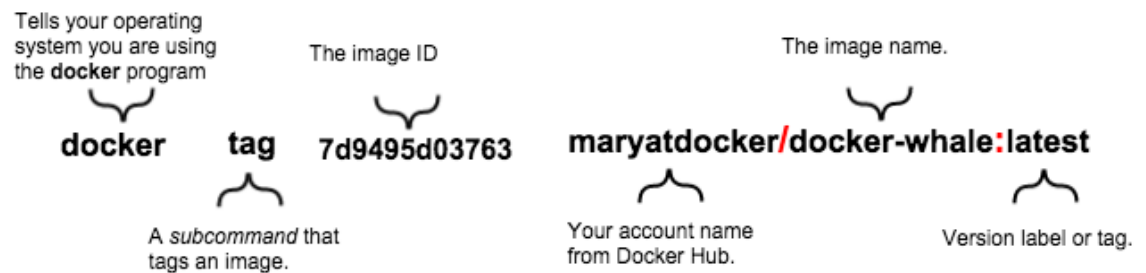 Tells your operating
system you are using
the docker program
The image ID
The image name.
docker tag 7d9495d03763 maryatdocker/docker-whale:latest
A subcommand that
tags an image.
Your account name
from Docker Hub.
Version label or tag.